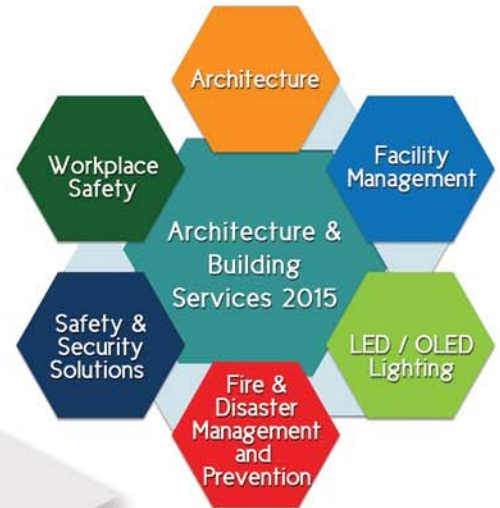 Architecture
Facility
Management
LED / OLED
Lighting
Fire &
Disaster
Management
and
Prevention
Safety &
Security
Solutions
Workplace
Safety
Architecture &
Building
Services 2015